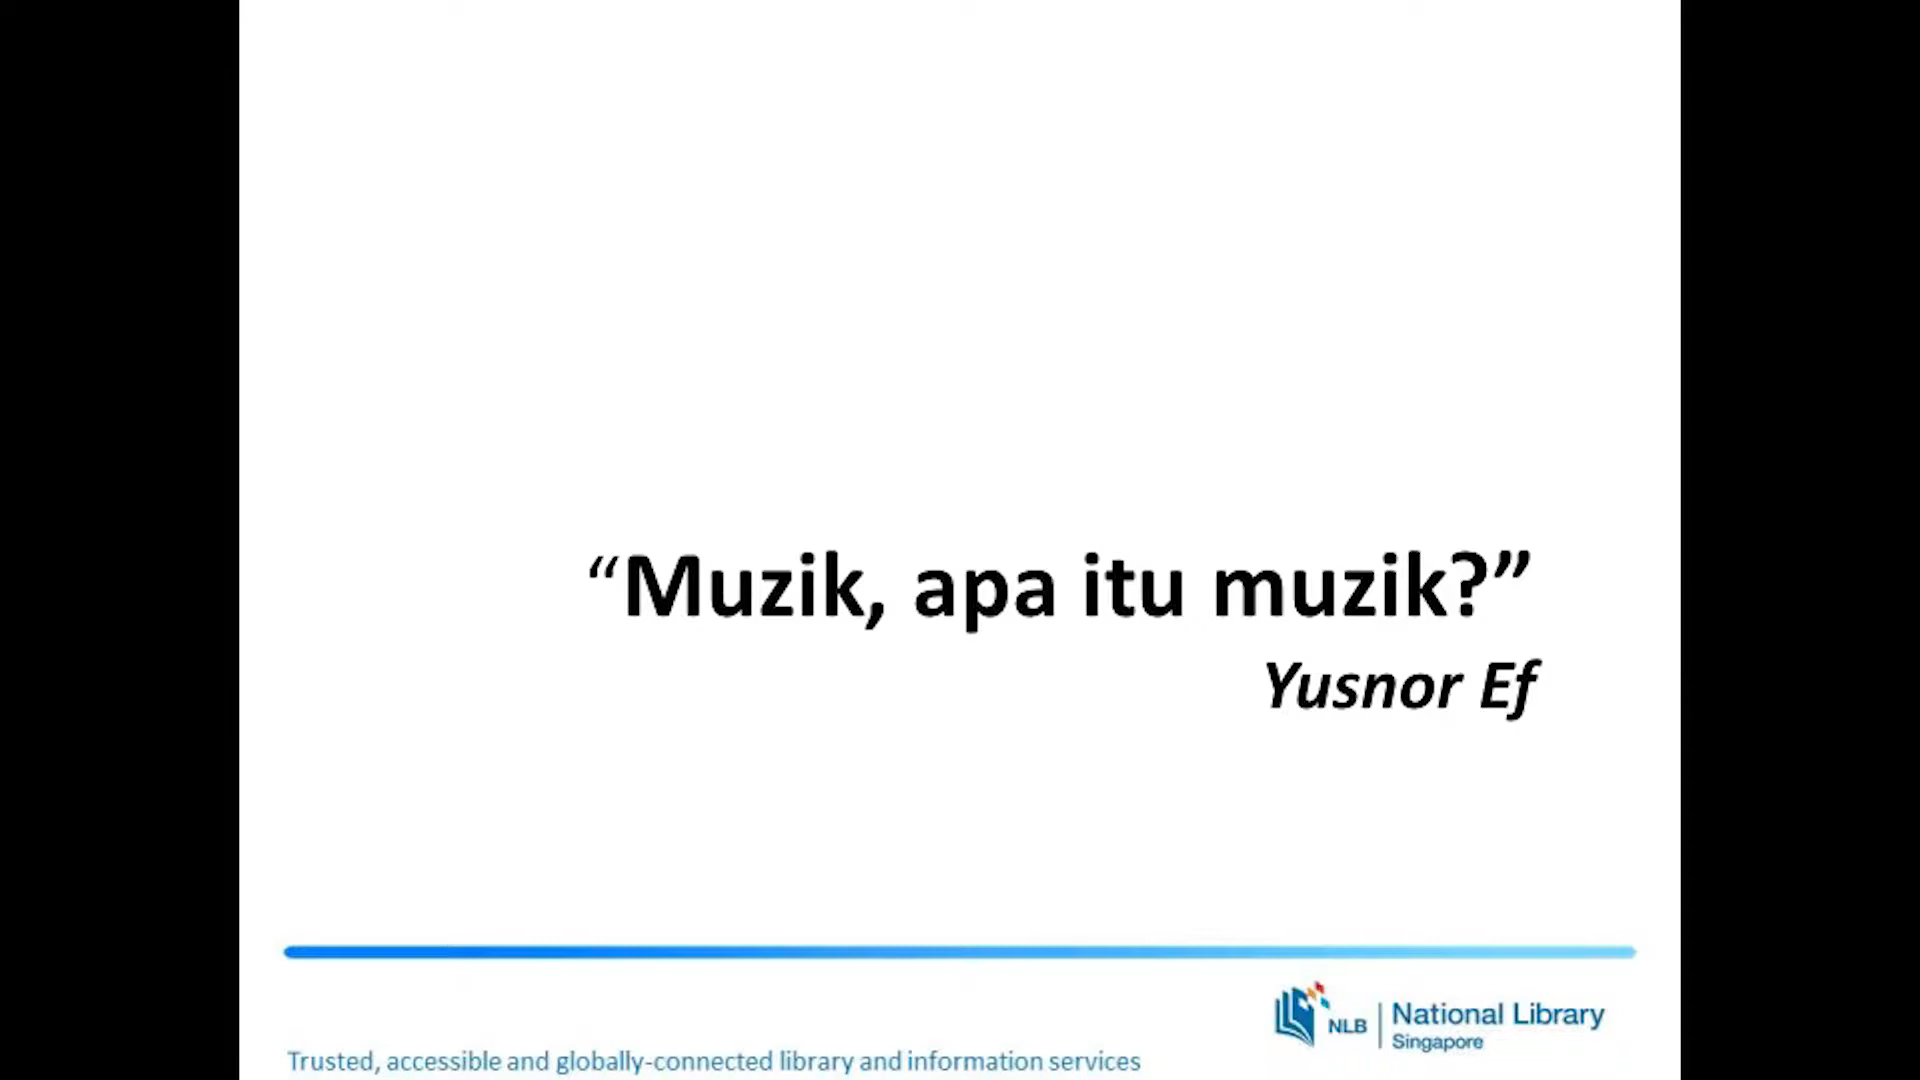 “Muzik, apa itu muzik?”
Yusnor Ef
NLB
National Library
Singapore
Trusted, accessible and globally-connected library and information services